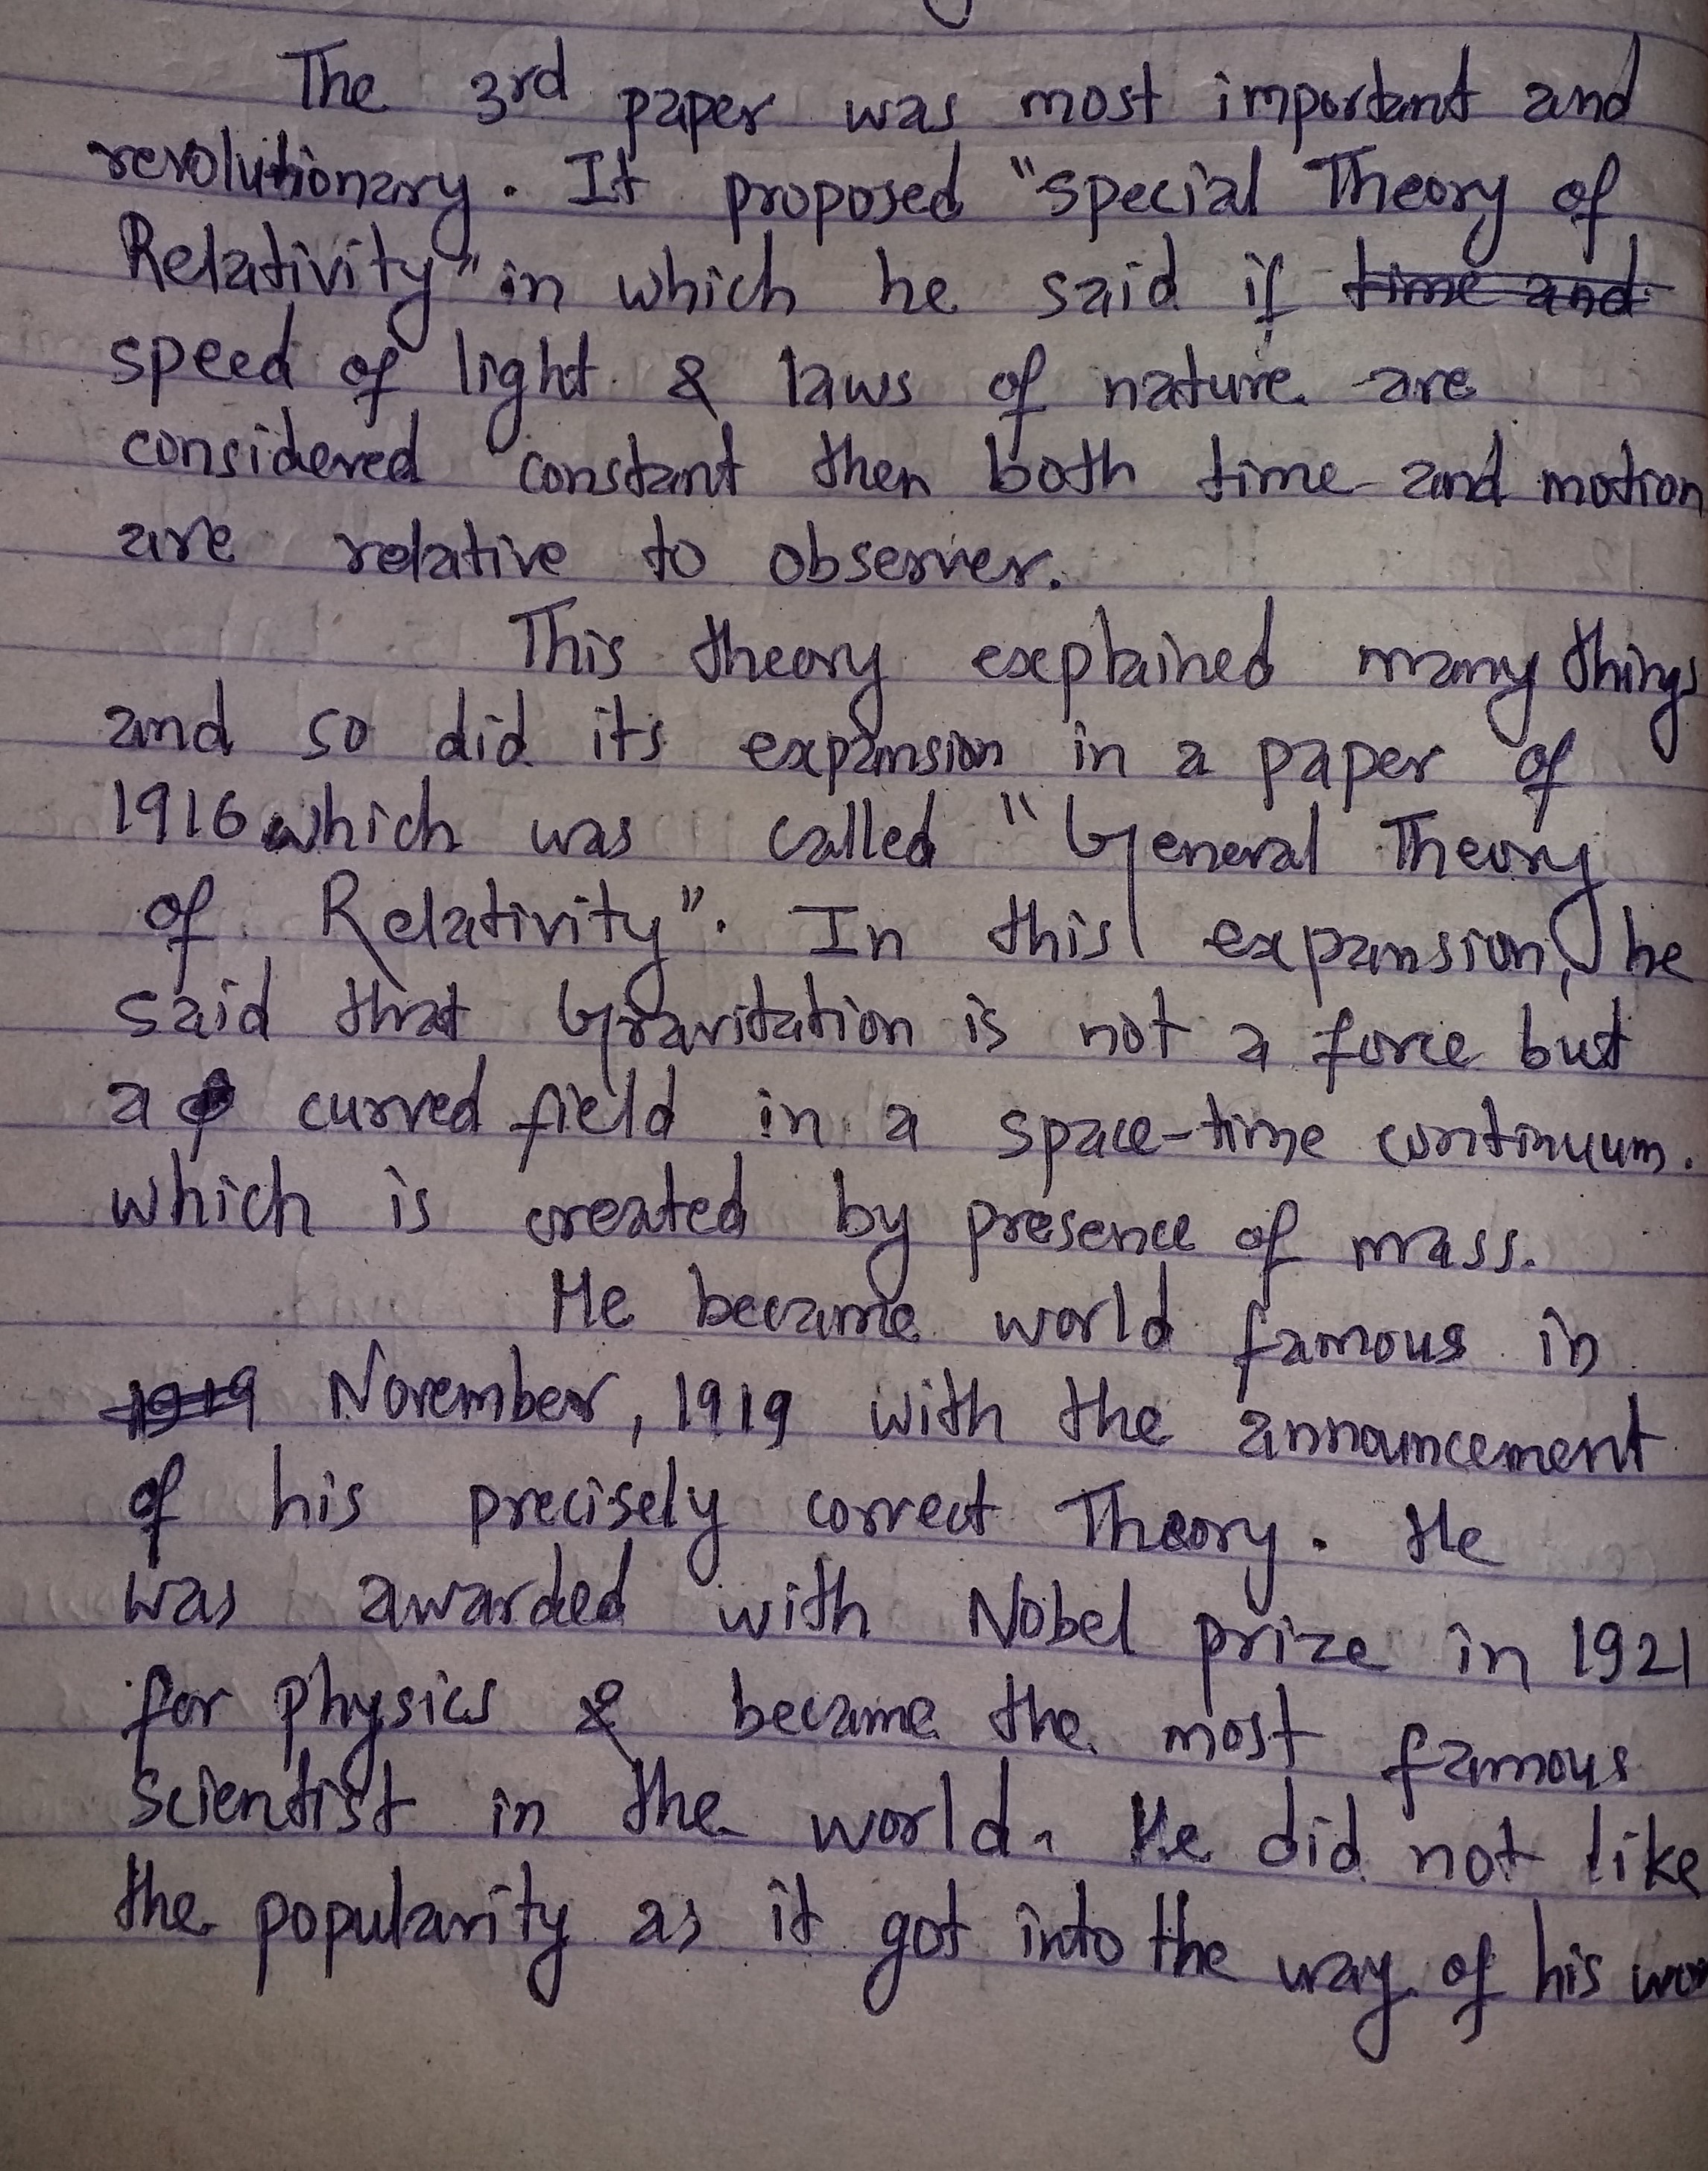 The 3rd paper was most important and
revolutionary. It proposed "special Theory of
Relativity" in which he said if time and
speed of light & laws of nature are
considered constant then both time and motion
are relative to observer.
This theory explained many things
and so did its expansion in a paper of
1916 which was called "General Theory
of Relativity". In this expansion, he
said that Gravitation is not a force but
a curved field in a space-time continuum.
which is created by presence of mass.
He became world famous in
1919 November, 1919 with the announcement
of his precisely correct Theory. He
was awarded with Nobel prize in 1921
for physics & became the most famous
scientist in the world. He did not like
the popularity as it got into the way of his